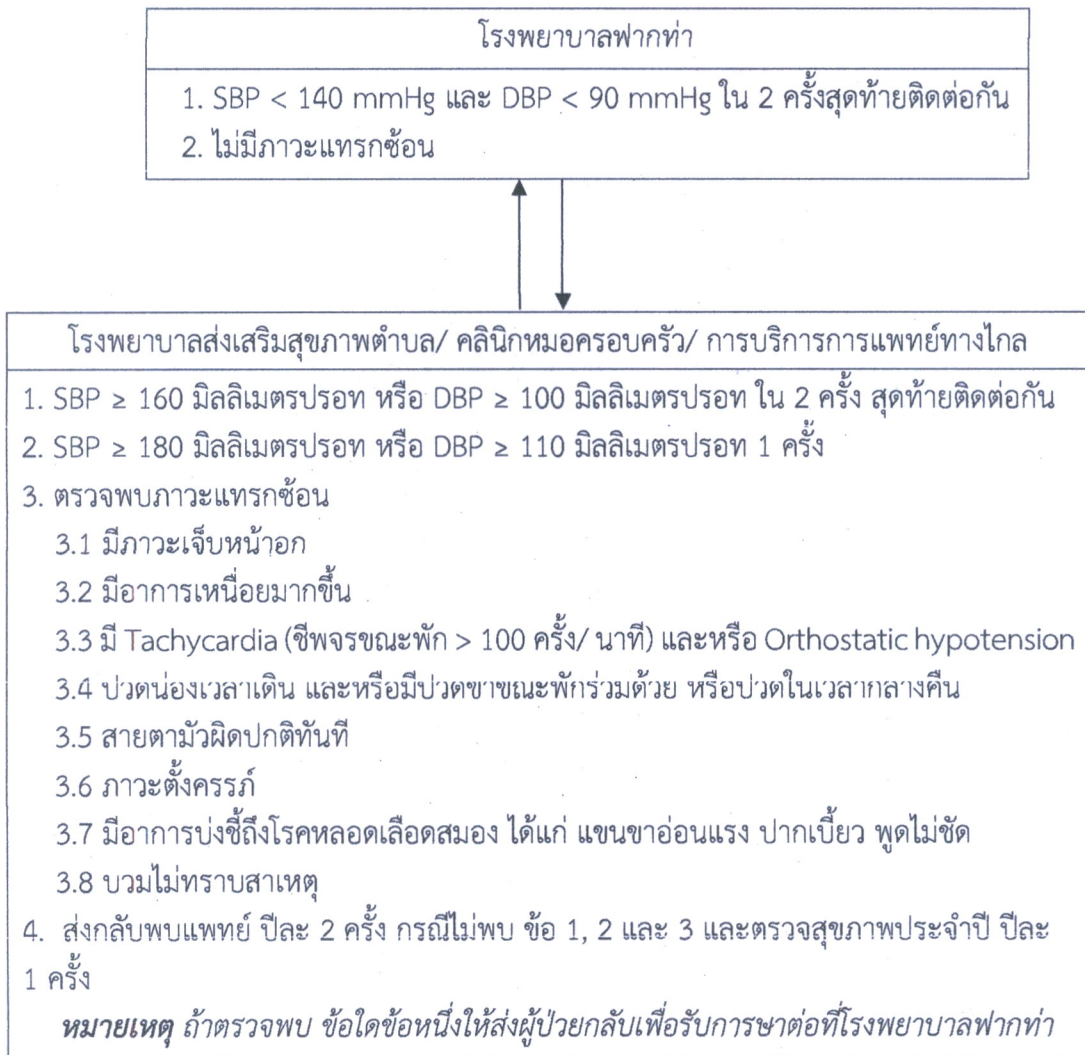 โรงพยาบาลฟากท่า
1. SBP < 140 mmHg และ DBP < 90 mmHg ใน 2 ครั้งสุดท้ายติดต่อกัน
2. ไม่มีภาวะแทรกซ้อน
โรงพยาบาลส่งเสริมสุขภาพตำบล/ คลินิกหมอครอบครัว/ การบริการการแพทย์ทางไกล
1. SBP ≥ 160 มิลลิเมตรปรอท หรือ DBP ≥ 100 มิลลิเมตรปรอท ใน 2 ครั้ง สุดท้ายติดต่อกัน
2. SBP ≥ 180 มิลลิเมตรปรอท หรือ DBP ≥ 110 มิลลิเมตรปรอท 1 ครั้ง
3. ตรวจพบภาวะแทรกซ้อน
3.1 มีภาวะเจ็บหน้าอก
3.2 มีอาการเหนื่อยมากขึ้น
3.3 มี Tachycardia (ชีพจรขณะพัก > 100 ครั้ง/ นาที) และหรือ Orthostatic hypotension
3.4 ปวดน่องเวลาเดิน และหรือมีปวดขาขณะพักร่วมด้วย หรือปวดในเวลากลางคืน
3.5 สายตามัวผิดปกติทันที
3.6 ภาวะตั้งครรภ์
3.7 มีอาการบ่งชี้ถึงโรคหลอดเลือดสมอง ได้แก่ แขนขาอ่อนแรง ปากเบี้ยว พูดไม่ชัด
3.8 บวมไม่ทราบสาเหตุ
4. ส่งกลับพบแพทย์ ปีละ 2 ครั้ง กรณีไม่พบ ข้อ 1, 2 และ 3 และตรวจสุขภาพประจำปี ปีละ
1 ครั้ง
หมายเหตุ ถ้าตรวจพบ ข้อใดข้อหนึ่งให้ส่งผู้ป่วยกลับเพื่อรับการษาต่อที่โรงพยาบาลฟากท่า